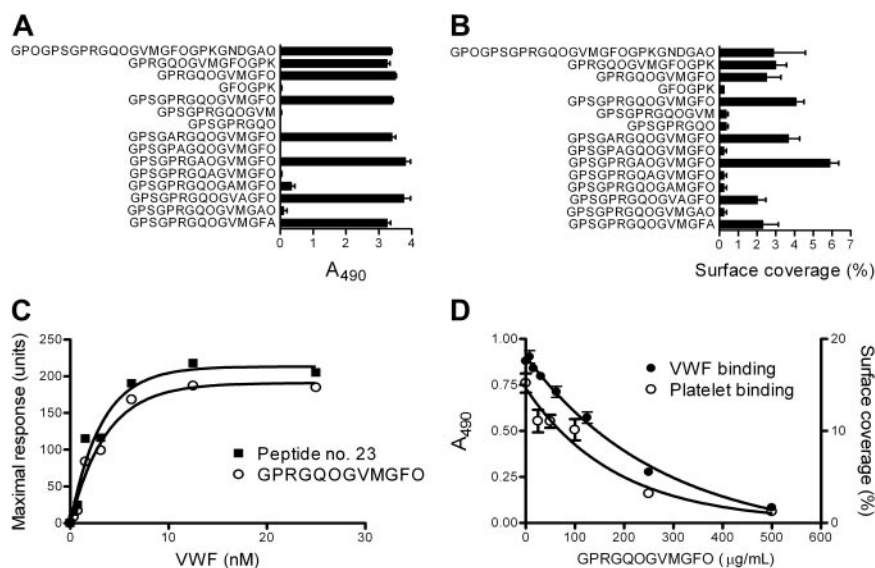 A
GPOGPSGPRGQOGVMGFOGPKGNDGAO
GPRGQOGVMGFOGPK
GPRGQOGVMGFO
GFOGPK
GPSGPRGQOGVMGFO
GPSGPRGQOGVM
GPSGPRGQO
GPSGARGQOGVMGFO
GPSGPAGQOGVMGFO
GPSGPRGAOGVMGFO
GPSGPRGQAGVMGFO
GPSGPRGQOGAMGFO
GPSGPRGQOGVAGFO
GPSGPRGQOGVMGAO
GPSGPRGQOGVMGFA
0 1 2 3 4
A490
B
GPOGPSGPRGQOGVMGFOGPKGNDGAO
GPRGQOGVMGFOGPK
GPRGQOGVMGFO
GFOGPK
GPSGPRGQOGVMGFO
GPSGPRGQOGVM
GPSGPRGQO
GPSGARGQOGVMGFO
GPSGPAGQOGVMGFO
GPSGPRGAOGVMGFO
GPSGPRGQAGVMGFO
GPSGPRGQOGAMGFO
GPSGPRGQOGVAGFO
GPSGPRGQOGVMGAO
GPSGPRGQOGVMGFA
0 1 2 3 4 5 6 7
Surface coverage (%)
C
Maximal response (units)
250
200
150
100
50
0
Peptide no. 23
GPRGQOGVMGFO
0 10 20 30
VWF (nM)
D
A490
1.00
0.75
0.50
0.25
0.00
VWF binding
Platelet binding
20
10
0
Surface coverage
(%)
0 100 200 300 400 500 600
GPRGQOGVMGFO (μg/mL)